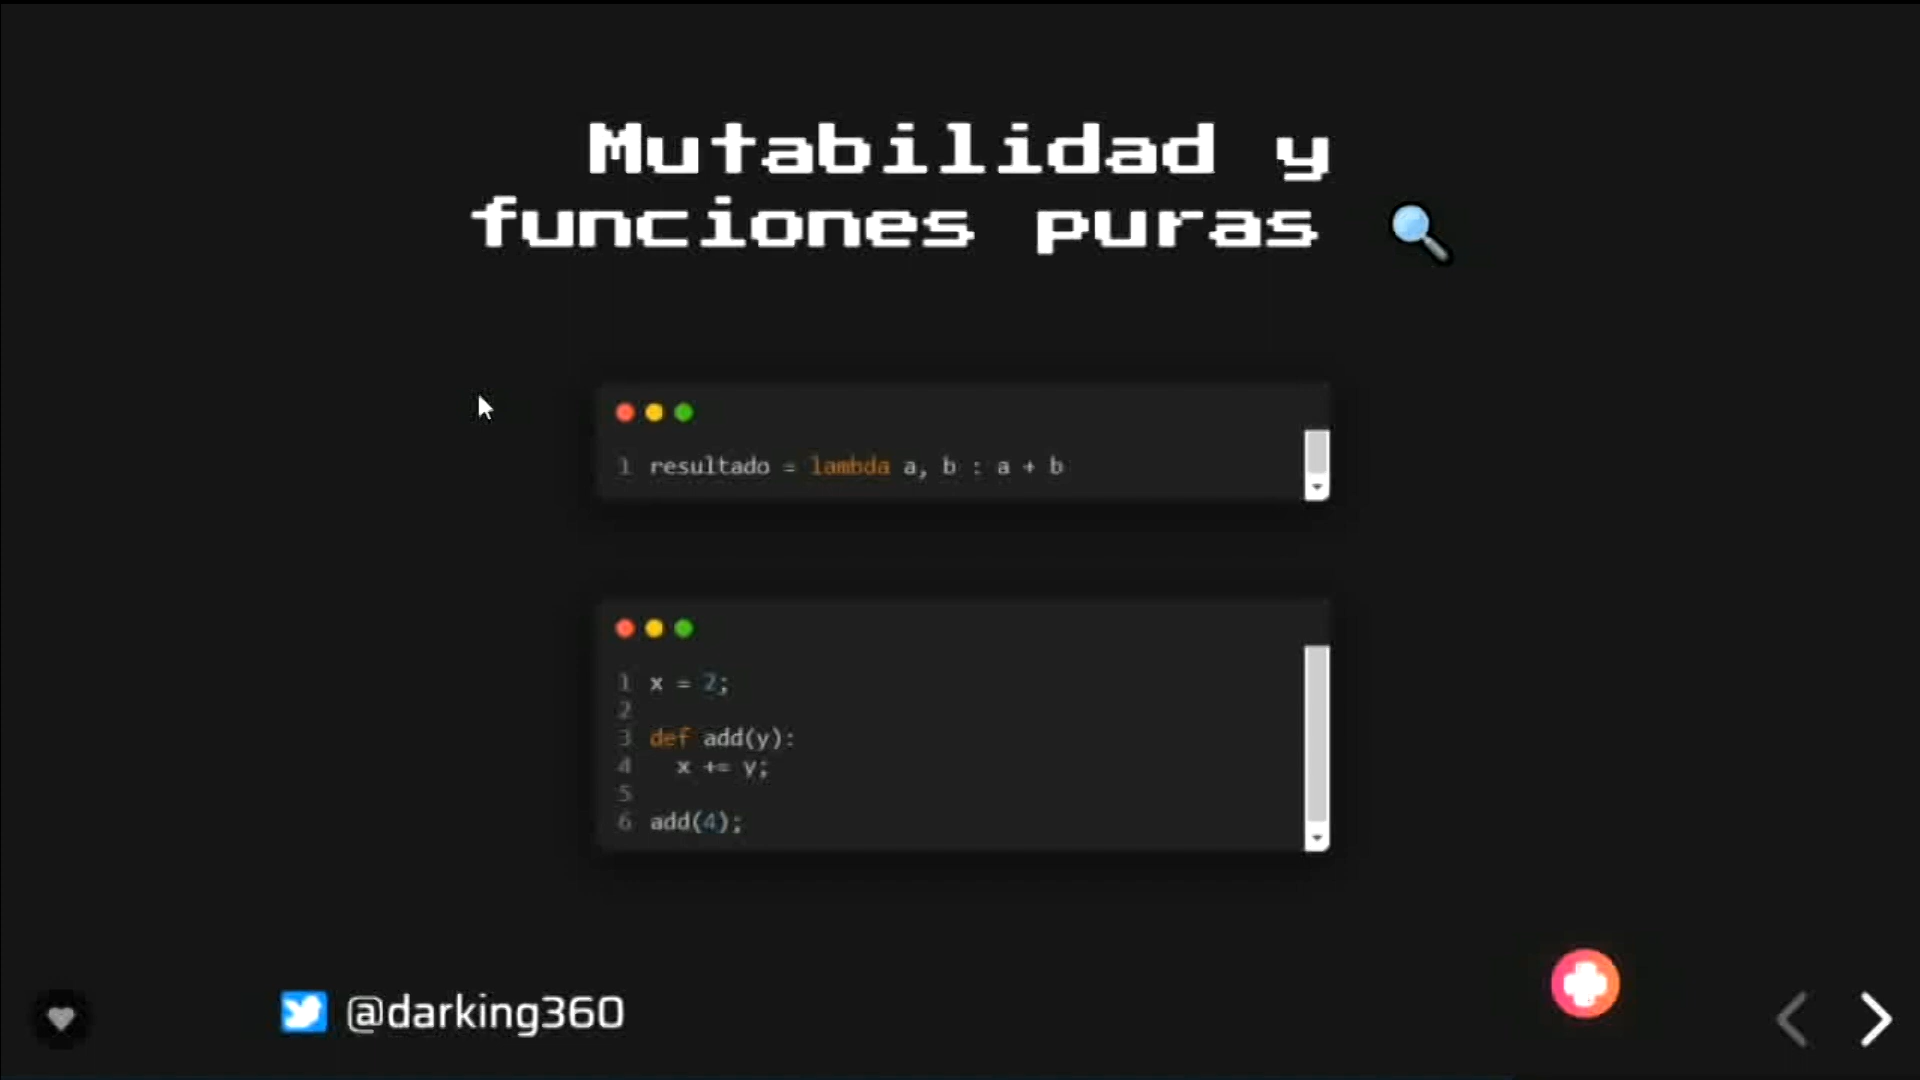 Mutabilidad y
funciones puras
1 resultado = lambda a, b : a + b
1 x = 2;
2
3 def add(y):
4   x += y;
5
6 add(4);
@darking360